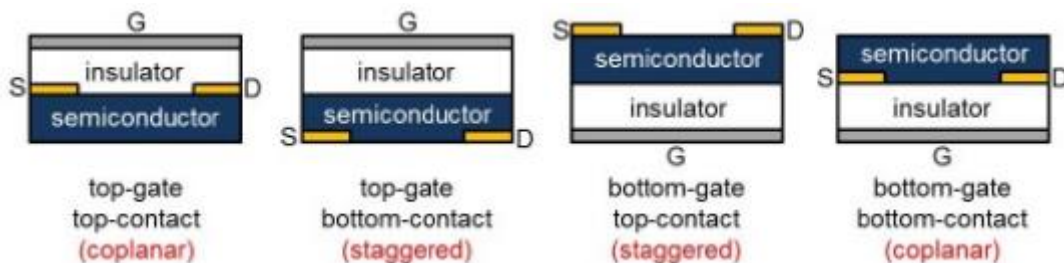 G
insulator
S
D
semiconductor
top-gate
top-contact
(coplanar)
G
insulator
semiconductor
S
D
top-gate
bottom-contact
(staggered)
S
D
semiconductor
insulator
G
bottom-gate
top-contact
(staggered)
semiconductor
S
D
insulator
G
bottom-gate
bottom-contact
(coplanar)